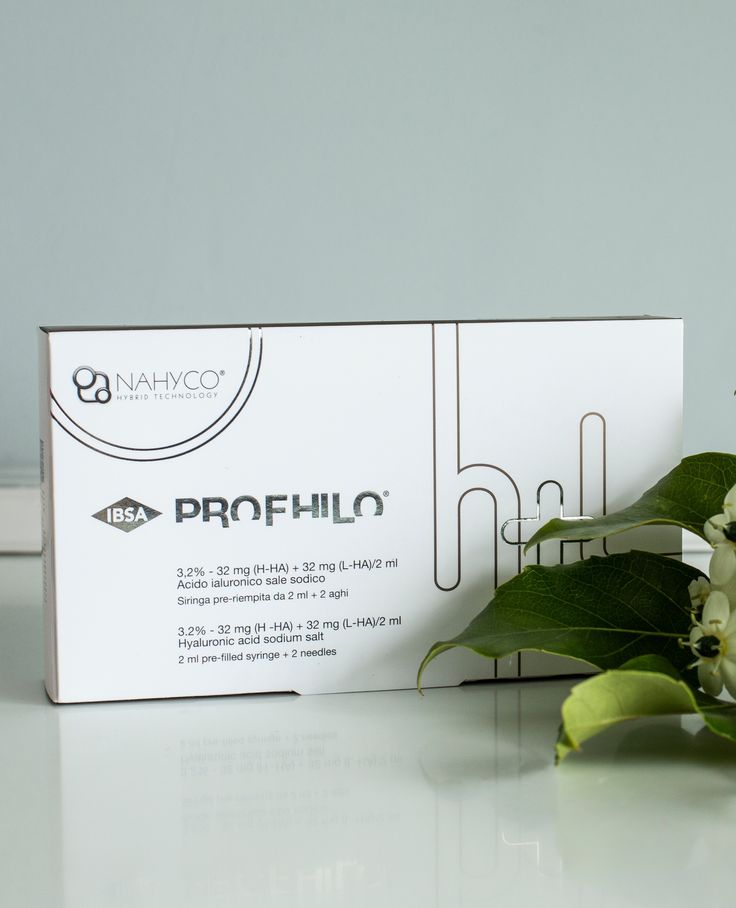 NAHYCO®
HYBRID TECHNOLOGY
IBSA PROFHILO®
3,2% - 32 mg (H-HA) + 32 mg (L-HA)/2 ml
Acido ialuronico sale sodico
Siringa pre-riempita da 2 ml + 2 aghi
3.2% - 32 mg (H -HA) + 32 mg (L-HA)/2 ml
Hyaluronic acid sodium salt
2 ml pre-filled syringe + 2 needles
h+l